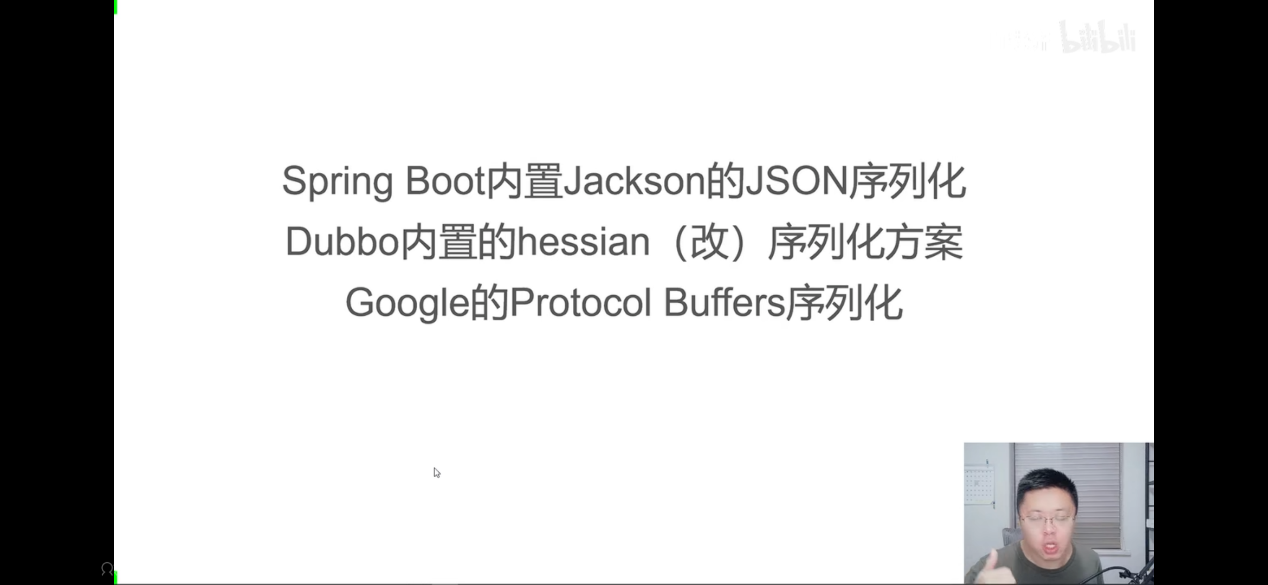 bilibili
Spring Boot内置Jackson的JSON序列化
Dubbo内置的hessian（改）序列化方案
Google的Protocol Buffers序列化